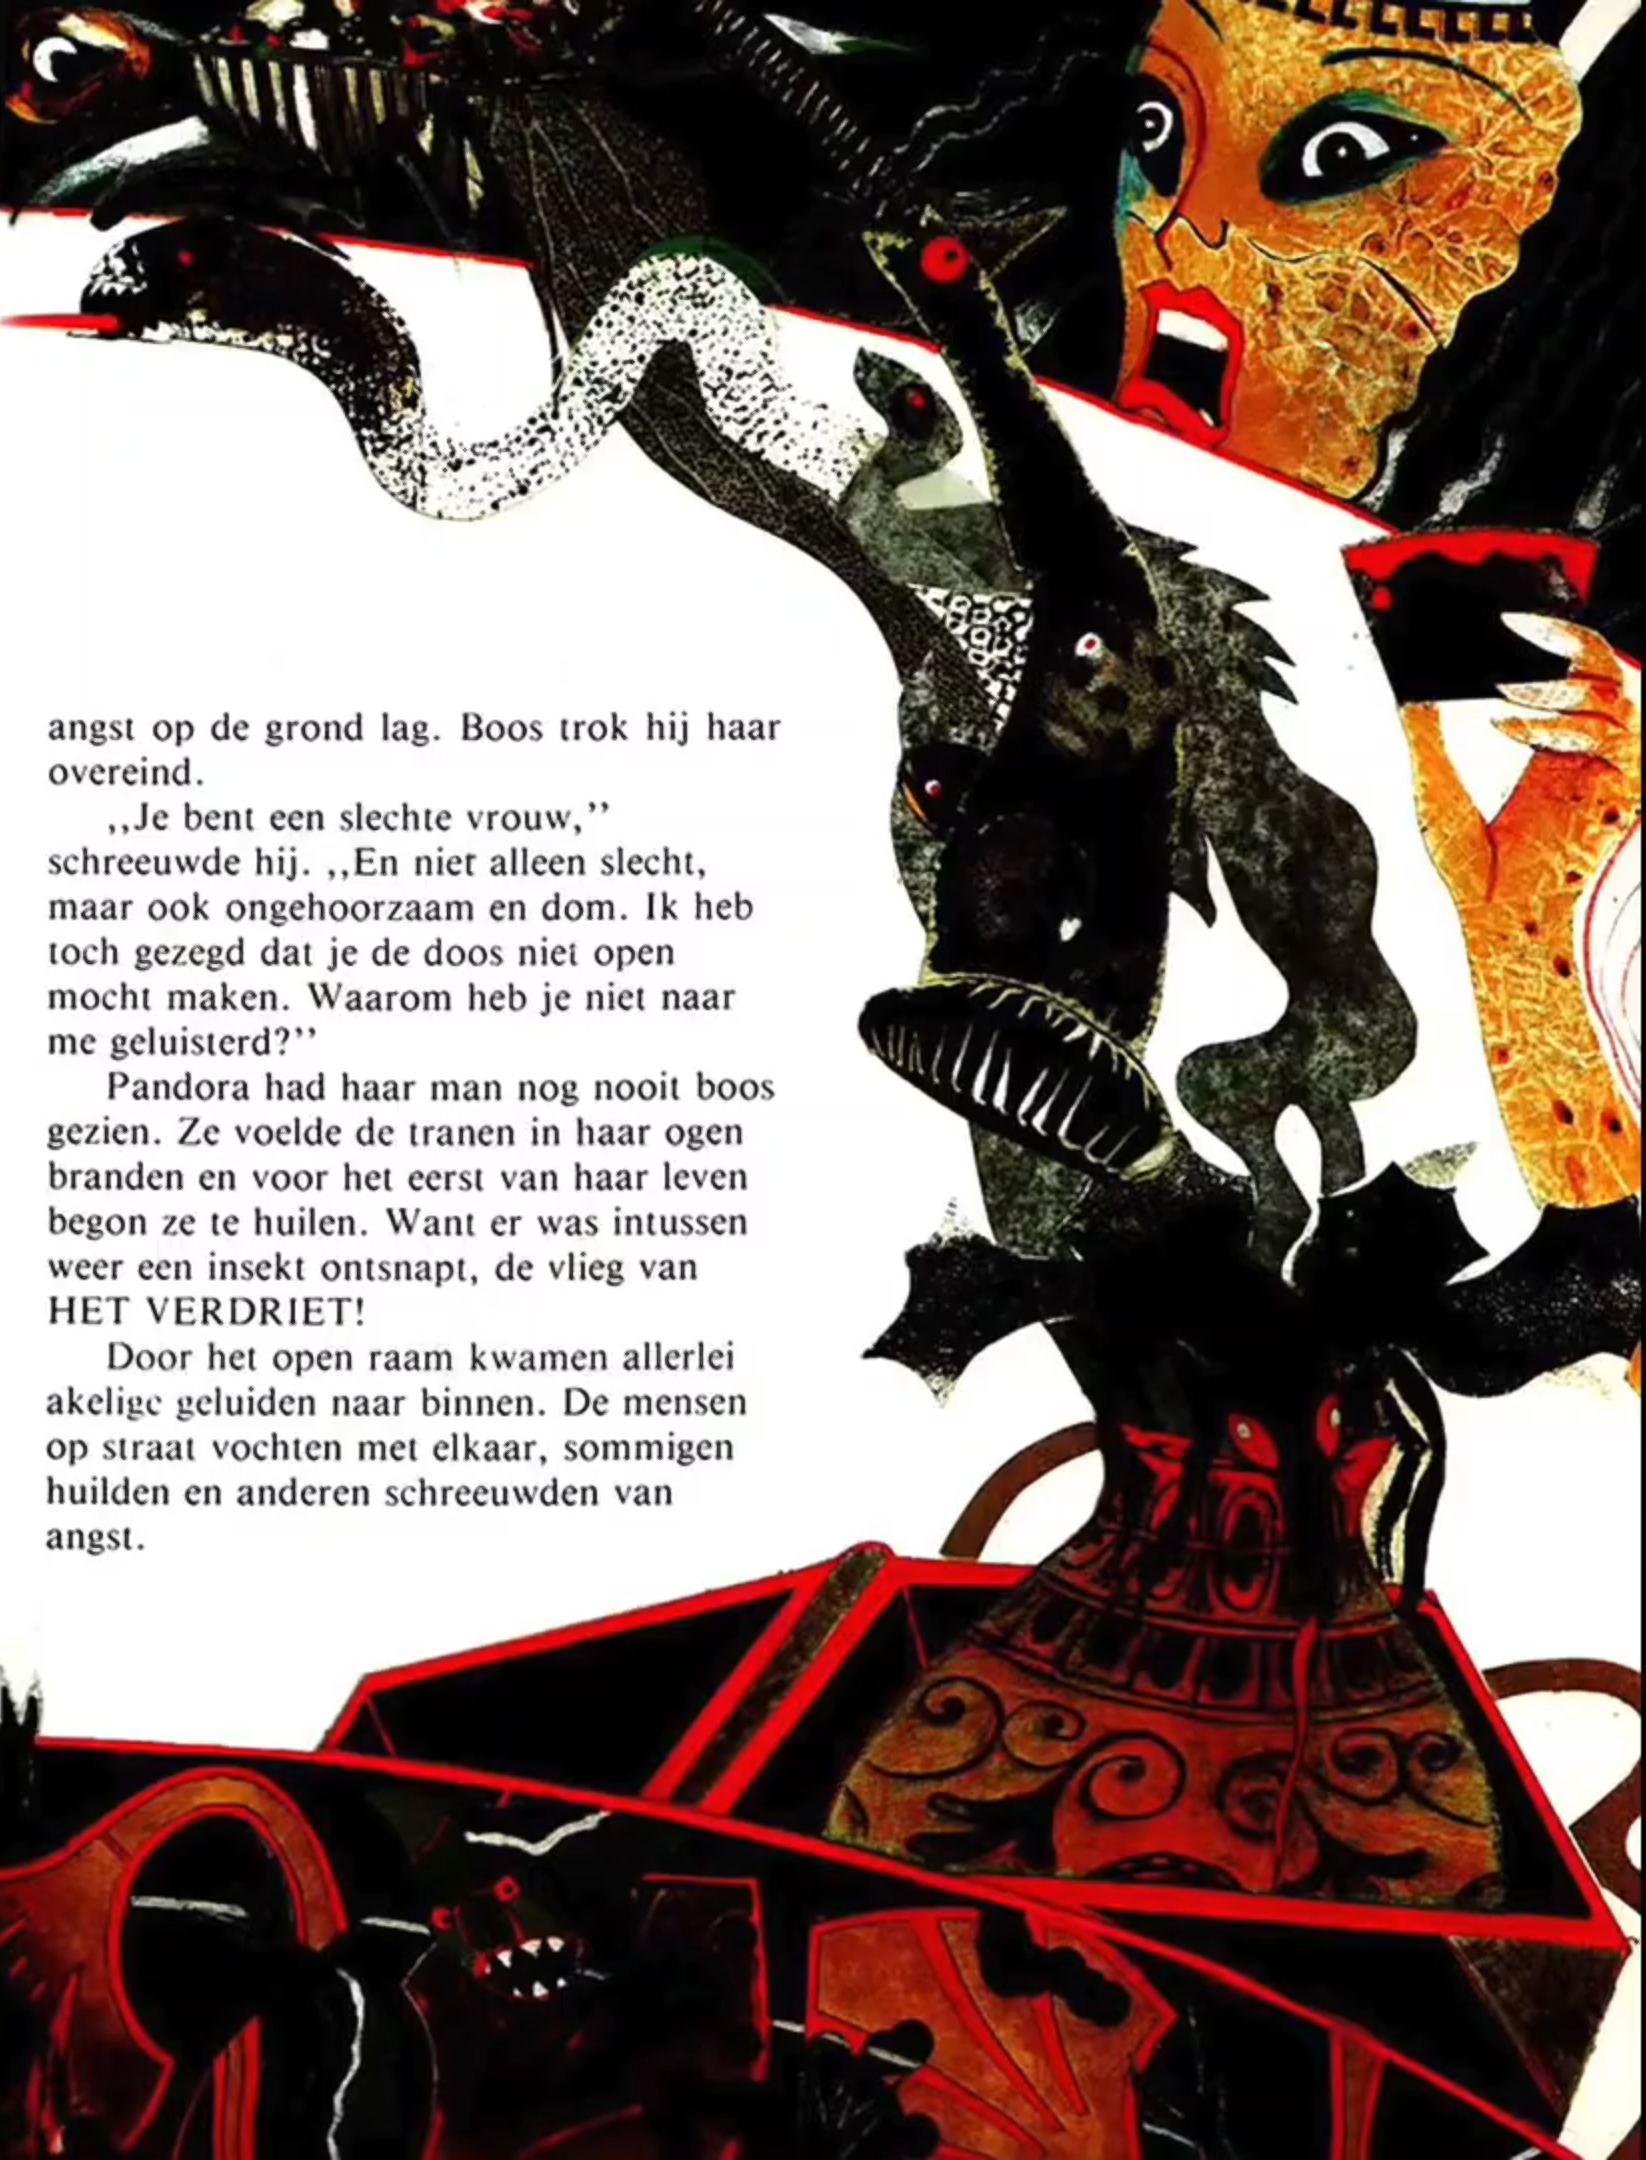 angst op de grond lag. Boos trok hij haar
overeind.
,,Je bent een slechte vrouw,''
schreeuwde hij. ,,En niet alleen slecht,
maar ook ongehoorzaam en dom. Ik heb
toch gezegd dat je de doos niet open
mocht maken. Waarom heb je niet naar
me geluisterd?''
Pandora had haar man nog nooit boos
gezien. Ze voelde de tranen in haar ogen
branden en voor het eerst van haar leven
begon ze te huilen. Want er was intussen
weer een insekt ontsnapt, de vlieg van
HET VERDRIET!
Door het open raam kwamen allerlei
akelige geluiden naar binnen. De mensen
op straat vochten met elkaar, sommigen
huilden en anderen schreeuwden van
angst.